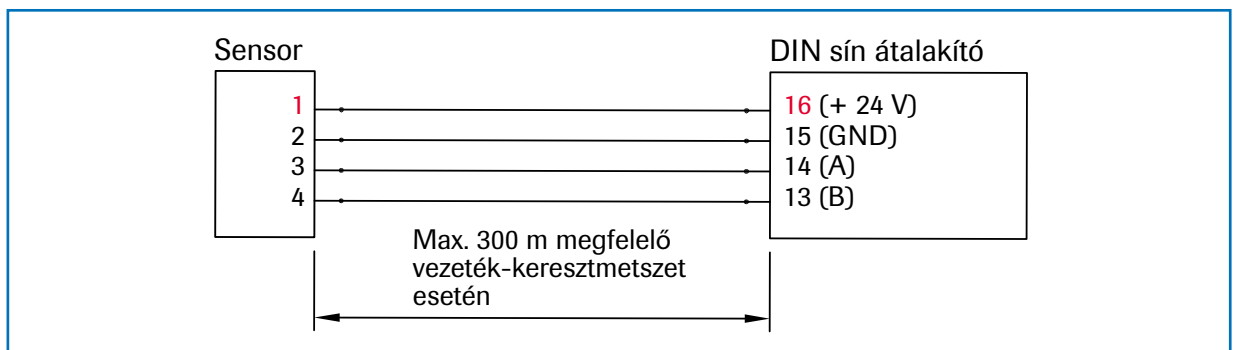 Sensor
DIN sín átalakító
1
2
3
4
16 (+ 24 V)
15 (GND)
14 (A)
13 (B)
Max. 300 m megfelelő
vezeték-keresztmetszet
esetén